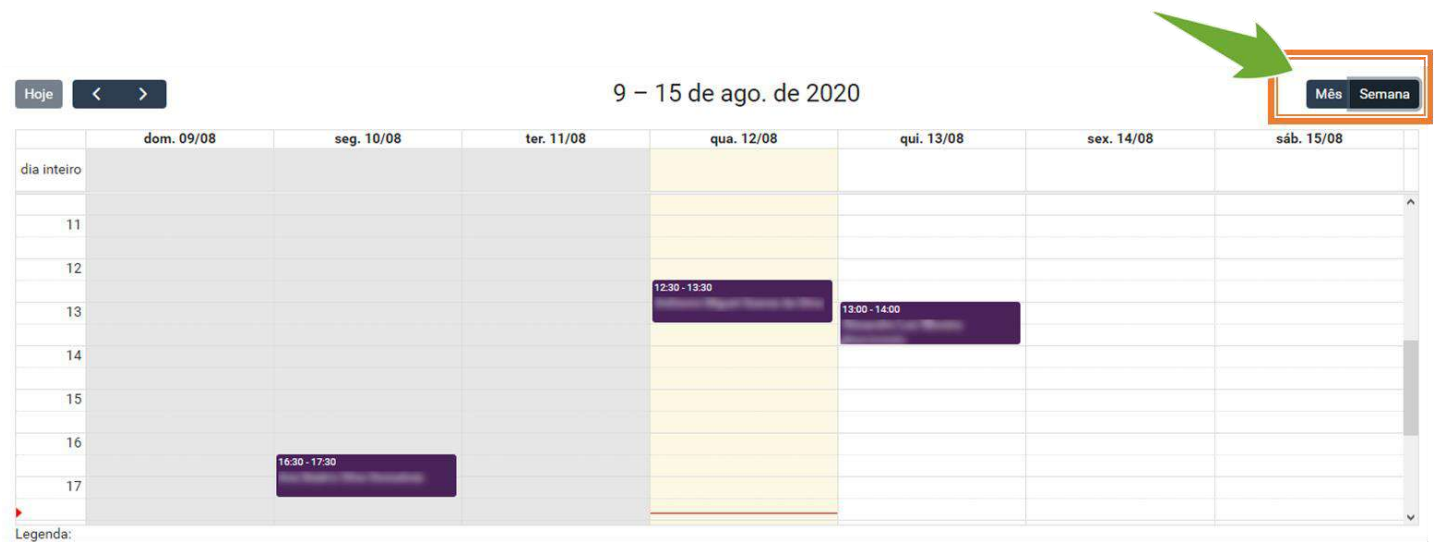 Hoje
9 – 15 de ago. de 2020
Mês Semana
dom. 09/08 seg. 10/08 ter. 11/08 qua. 12/08 qui. 13/08 sex. 14/08 sáb. 15/08
dia inteiro
11
12
12:30 - 13:30
13
13:00 - 14:00
14
15
16
16:30 - 17:30
17
Legenda: